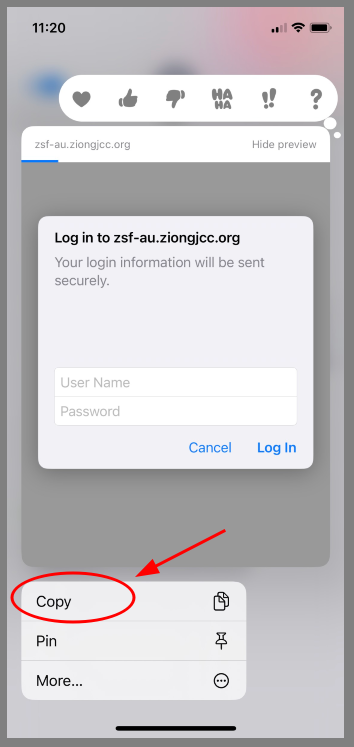 11:20
HA
HA
!!
?
zsf-au.ziongjcc.org Hide preview
Log in to zsf-au.ziongjcc.org
Your login information will be sent
securely.
User Name
Password
Cancel Log In
Copy
Pin
More...